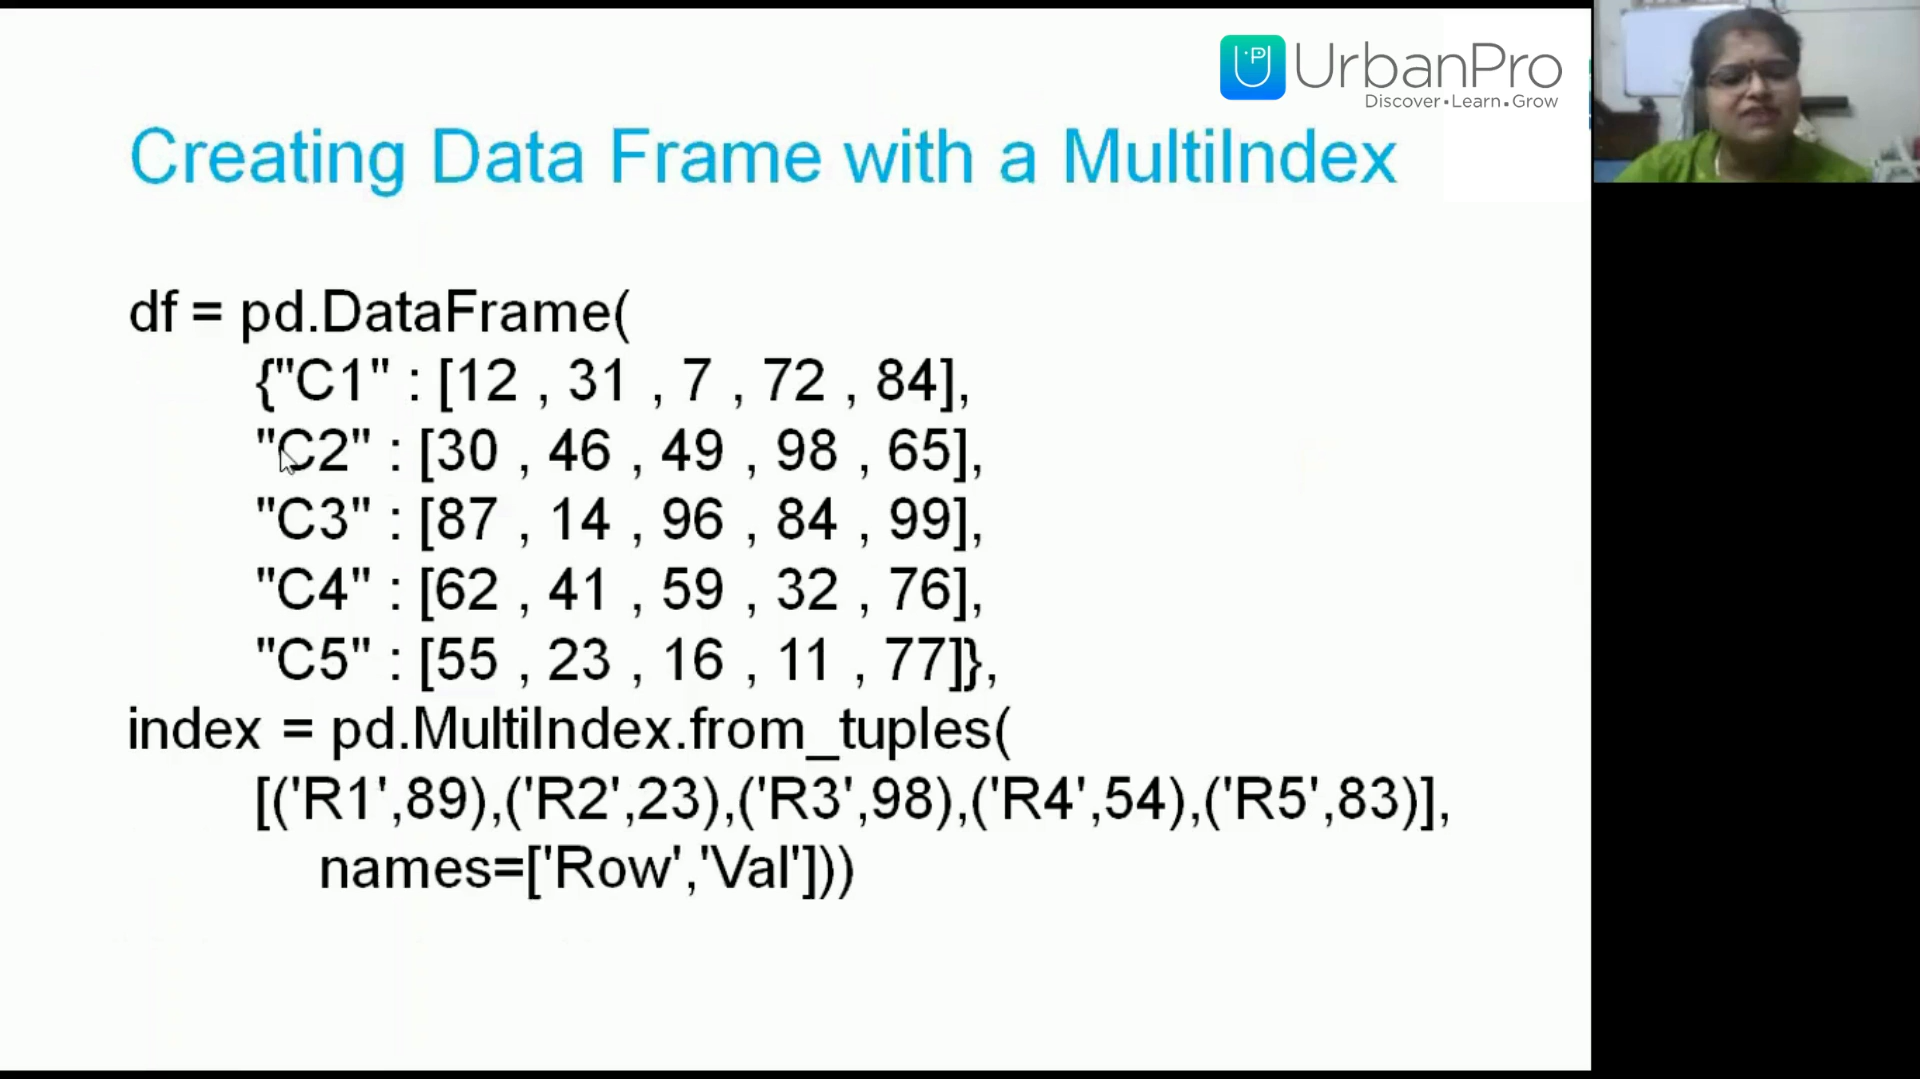 UrbanPro
Discover ▪ Learn ▪ Grow
Creating Data Frame with a MultiIndex
df = pd.DataFrame(
{"C1" : [12 , 31 , 7 , 72 , 84],
"C2" : [30 , 46 , 49 , 98 , 65],
"C3" : [87 , 14 , 96 , 84 , 99],
"C4" : [62 , 41 , 59 , 32 , 76],
"C5" : [55 , 23 , 16 , 11 , 77]},
index = pd.MultiIndex.from_tuples(
[('R1',89),('R2',23),('R3',98),('R4',54),('R5',83)],
names=['Row','Val']))